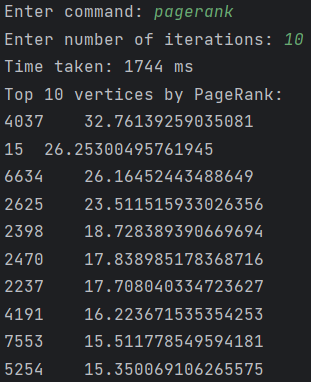 Enter command: pagerank
Enter number of iterations: 10
Time taken: 1744 ms
Top 10 vertices by PageRank:
4037 32.76139259035081
15 26.25300495761945
6634 26.16452443488649
2625 23.511515933026356
2398 18.728389390669694
2470 17.838985178368716
2237 17.708040334723627
4191 16.223671535354253
7553 15.511778549594181
5254 15.350069106265575